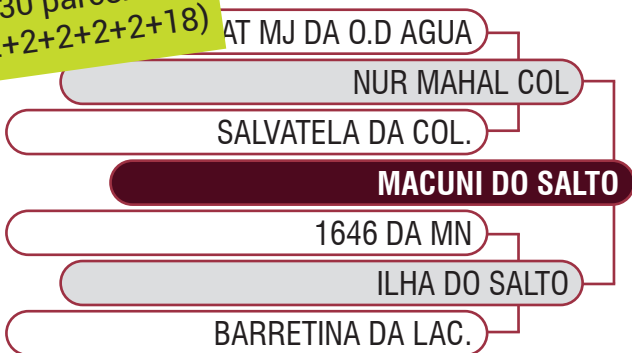 30
+2+2+2+2+18)
AT MJ DA O.D AGUA
NUR MAHAL COL
SALVATELA DA COL.
MACUNI DO SALTO
1646 DA MN
ILHA DO SALTO
BARRETINA DA LAC.